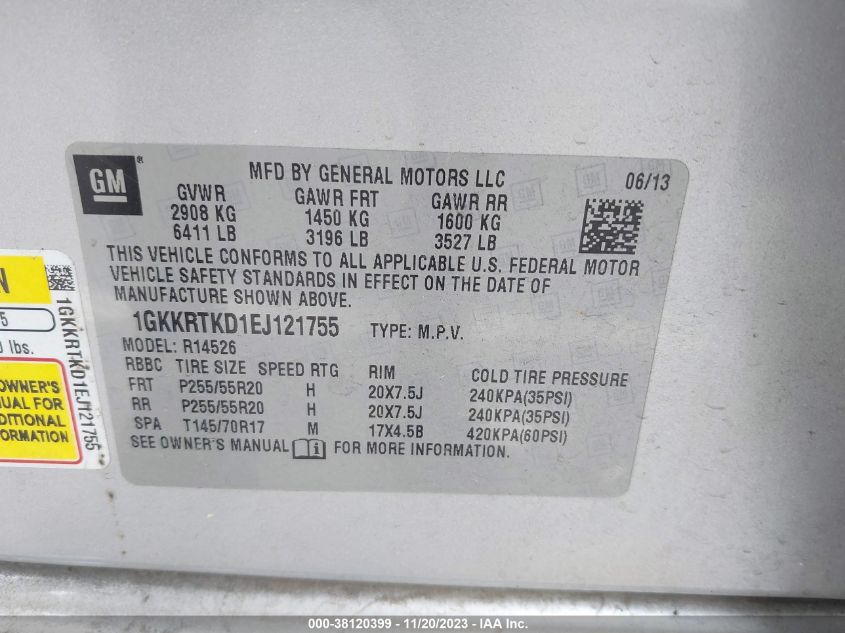 GM ®
MFD BY GENERAL MOTORS LLC 06/13
GVWR GAWR FRT GAWR RR
2908 KG 1450 KG 1600 KG
6411 LB 3196 LB 3527 LB
THIS VEHICLE CONFORMS TO ALL APPLICABLE U.S. FEDERAL MOTOR
VEHICLE SAFETY STANDARDS IN EFFECT ON THE DATE OF
MANUFACTURE SHOWN ABOVE.
1GKKRTKD1EJ121755 TYPE: M.P.V.
MODEL: R14526
RBBC TIRE SIZE SPEED RTG RIM COLD TIRE PRESSURE
FRT P255/55R20 H 20X7.5J 240KPA(35PSI)
RR P255/55R20 H 20X7.5J 240KPA(35PSI)
SPA T145/70R17 M 17X4.5B 420KPA(60PSI)
SEE OWNER'S MANUAL i FOR MORE INFORMATION.
N
5
lbs.
OWNER'S
UAL FOR
DITIONAL
ORMATION
1GKKRTKD1EJ121755
000-38120399 - 11/20/2023 - IAA Inc.